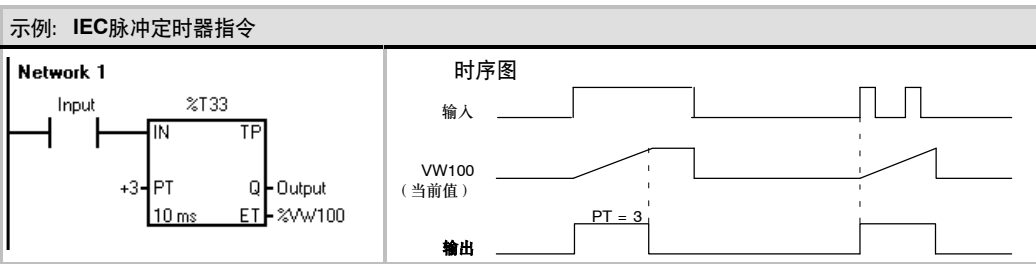 示例: IEC脉冲定时器指令
Network 1
Input
%T33
IN TP
+3 PT Q Output
10 ms ET %VW100
时序图
输入
VW100
（当前值）
PT = 3
输出